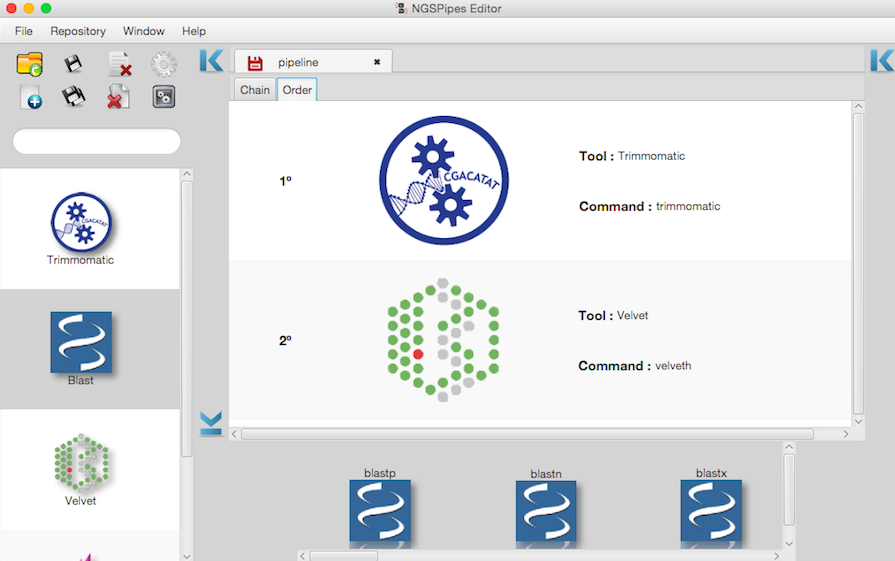 NGSPipes Editor
File Repository Window Help
pipeline
Chain Order
1º
CGACATAT
Tool : Trimmomatic
Command : trimmomatic
2º
Tool : Velvet
Command : velveth
CGACATAT
Trimmomatic
Blast
Velvet
blastp blastn blastx